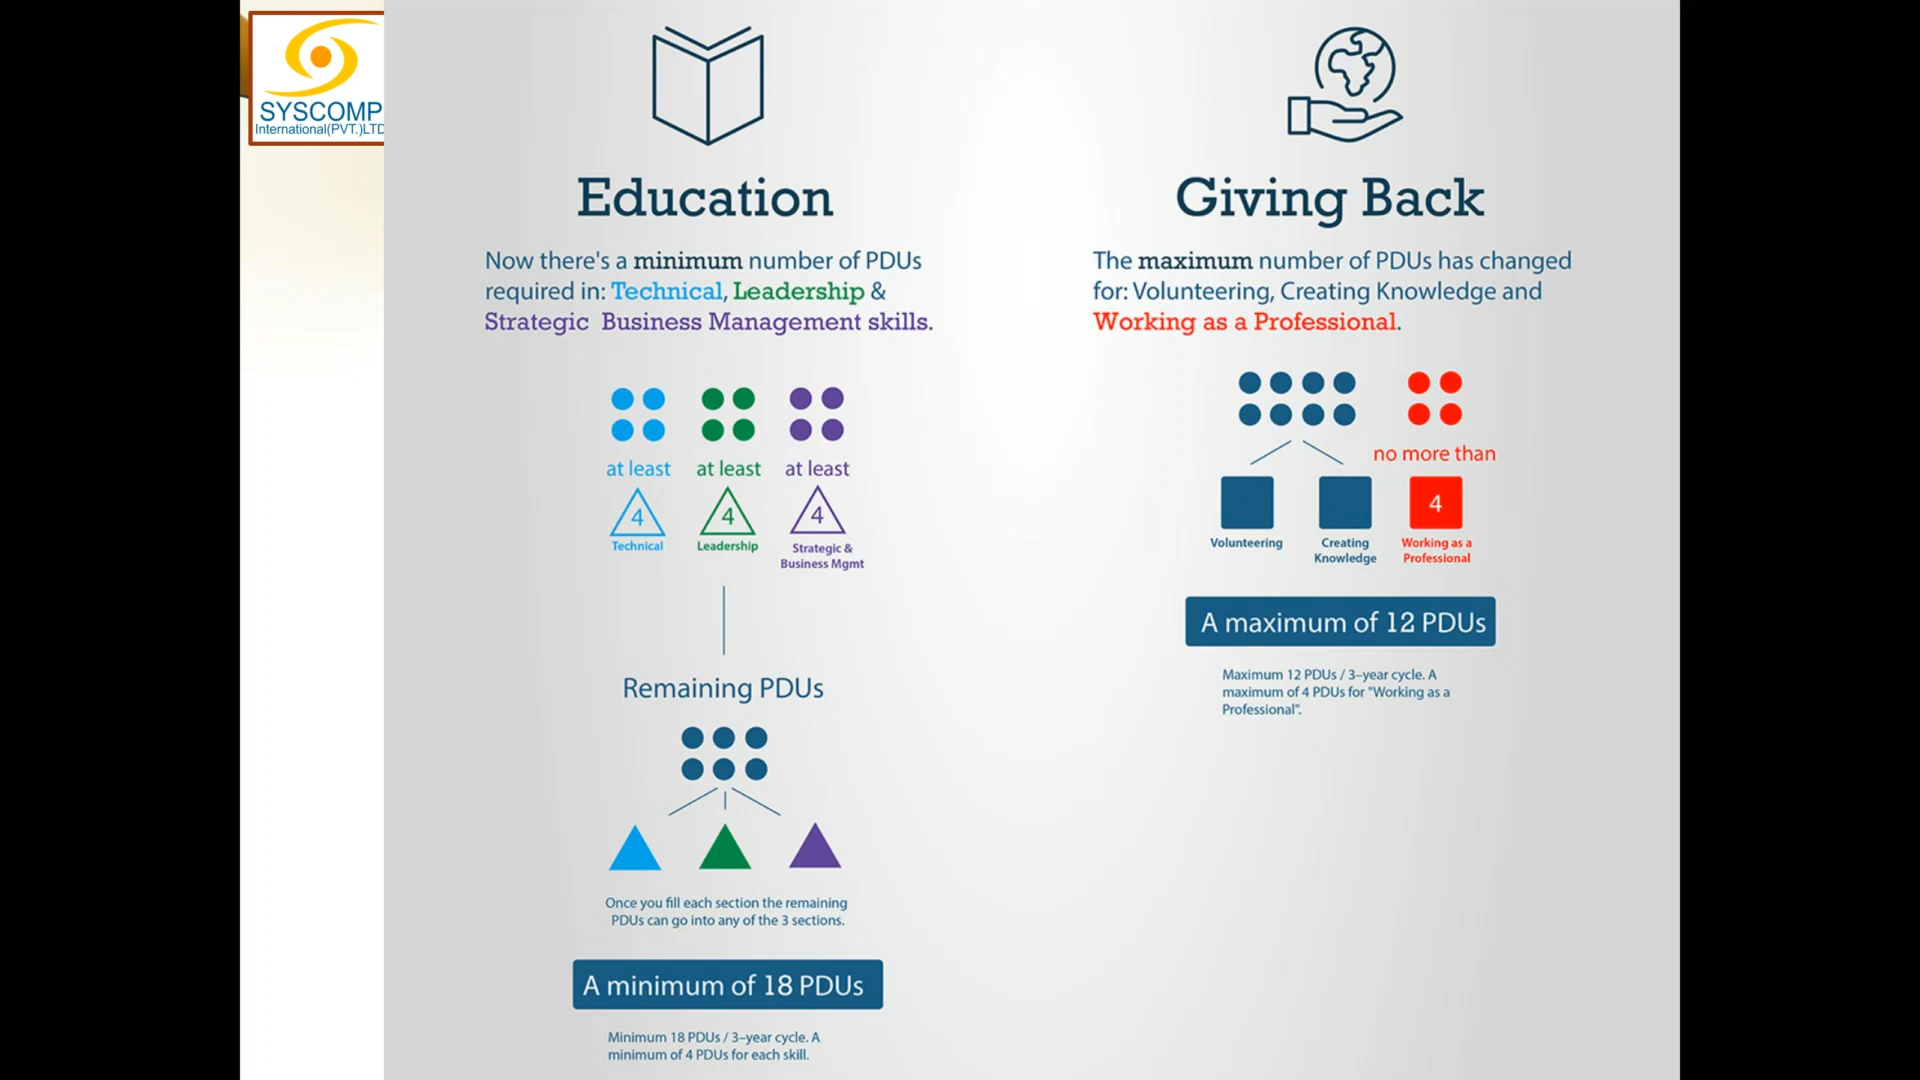 SYSCOMP
International(PVT.)LTD
Education
Now there's a minimum number of PDUs
required in: Technical, Leadership &
Strategic Business Management skills.
at least at least at least
4 4 4
Technical Leadership Strategic &
Business Mgmt
Remaining PDUs
Once you fill each section the remaining
PDUs can go into any of the 3 sections.
A minimum of 18 PDUs
Minimum 18 PDUs / 3–year cycle. A
minimum of 4 PDUs for each skill.
Giving Back
The maximum number of PDUs has changed
for: Volunteering, Creating Knowledge and
Working as a Professional.
no more than
4
Volunteering Creating Working as a
Knowledge Professional
A maximum of 12 PDUs
Maximum 12 PDUs / 3–year cycle. A
maximum of 4 PDUs for "Working as a
Professional".